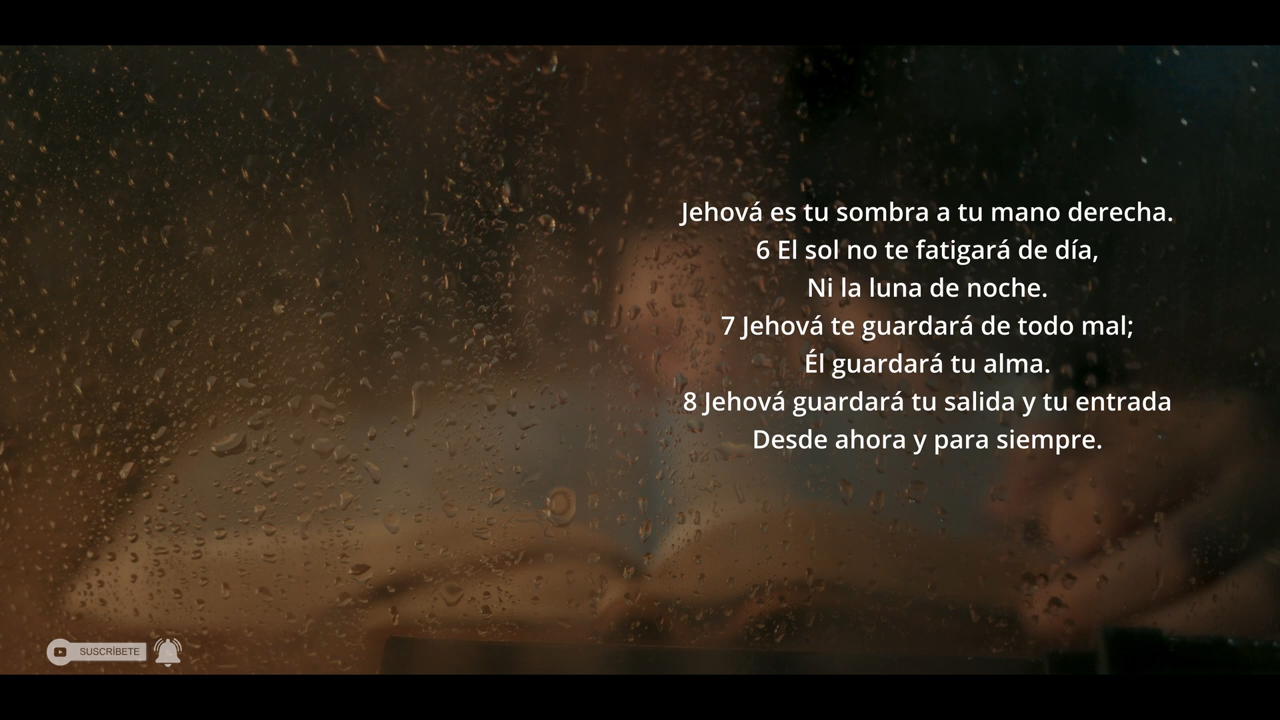 Jehová es tu sombra a tu mano derecha.
6 El sol no te fatigará de día,
Ni la luna de noche.
7 Jehová te guardará de todo mal;
Él guardará tu alma.
8 Jehová guardará tu salida y tu entrada
Desde ahora y para siempre.
SUSCRÍBETE